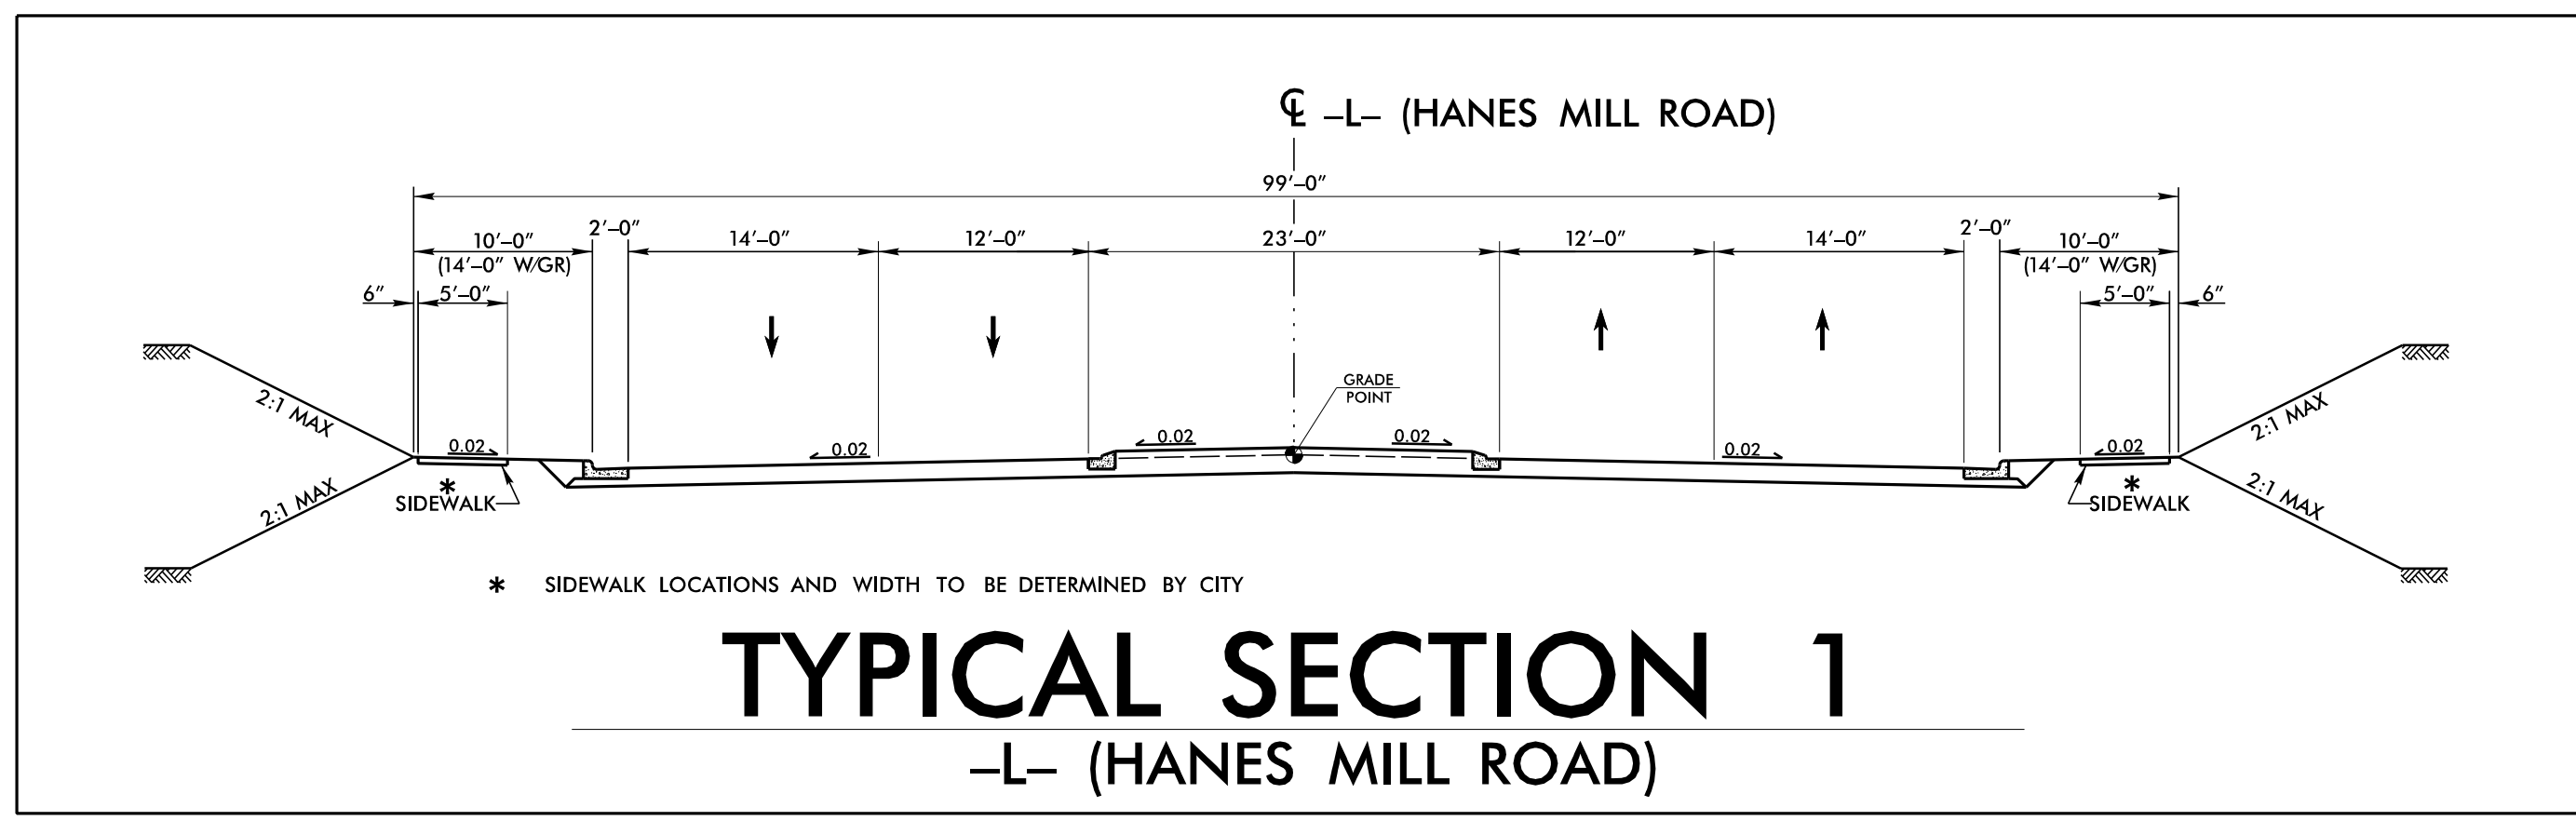 ℄ –L– (HANES MILL ROAD)
99'–0"
10'–0" 2'–0" 14'–0" 12'–0" 23'–0" 12'–0" 14'–0" 2'–0" 10'–0"
(14'–0" W/GR) (14'–0" W/GR)
6" 5'–0" 5'–0" 6"
GRADE
POINT
2:1 MAX 2:1 MAX
0.02 0.02 0.02 0.02 0.02 0.02
2:1 MAX 2:1 MAX
* *
SIDEWALK SIDEWALK
* SIDEWALK LOCATIONS AND WIDTH TO BE DETERMINED BY CITY
TYPICAL SECTION 1
–L– (HANES MILL ROAD)